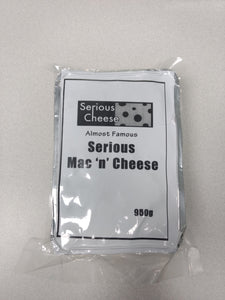 Serious
Cheese
Almost Famous
Serious
Mac 'n' Cheese
950g